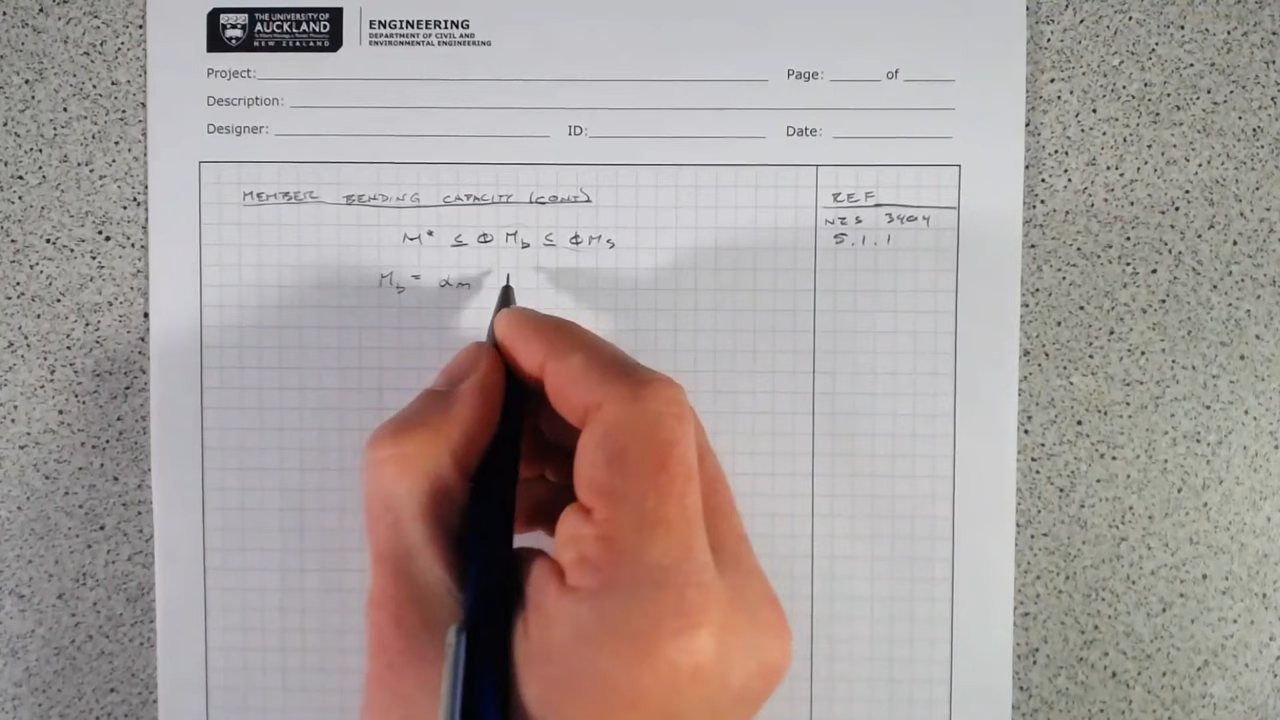 THE UNIVERSITY OF
AUCKLAND
NEW ZEALAND
ENGINEERING
DEPARTMENT OF CIVIL AND
ENVIRONMENTAL ENGINEERING
Project: Page: of
Description:
Designer: ID: Date:
MEMBER BENDING CAPACITY (CONT)
REF
NZS 3404
5.1.1
M* ≤ Φ Mb ≤ ΦMs
Mb = αm